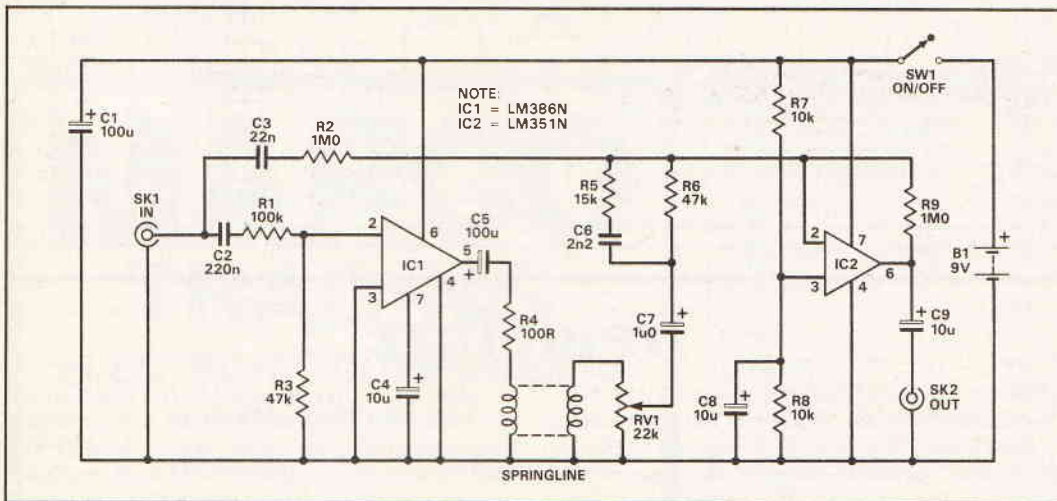 SW1
ON/OFF
NOTE:
IC1 = LM386N
IC2 = LM351N
R7
10k
+
C1
100u
C3
22n
R2
1M0
R5
15k
R6
47k
R9
1M0
SK1
IN
R1
100k
C2
220n
2
6
IC1
3
7
4
5
C5
100u
+
C6
2n2
2
7
IC2
3
4
6
+
B1
9V
R4
100R
+
C7
1u0
+
C9
10u
R3
47k
C4
10u
+
RV1
22k
C8
10u
+
R8
10k
SK2
OUT
SPRINGLINE